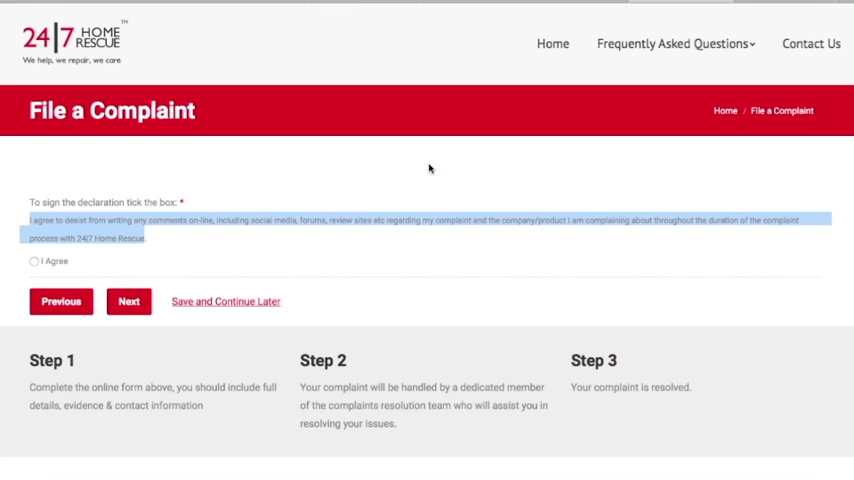 24|7 HOME RESCUE™
We help, we repair, we care
Home
Frequently Asked Questions
Contact Us
File a Complaint
Home / File a Complaint
To sign the declaration tick the box: *
I agree to desist from writing any comments on-line, including social media, forums, review sites etc regarding my complaint and the company/product I am complaining about throughout the duration of the complaint
process with 24|7 Home Rescue.
I Agree
Previous
Next
Save and Continue Later
Step 1
Complete the online form above, you should include full
details, evidence & contact information
Step 2
Your complaint will be handled by a dedicated member
of the complaints resolution team who will assist you in
resolving your issues.
Step 3
Your complaint is resolved.